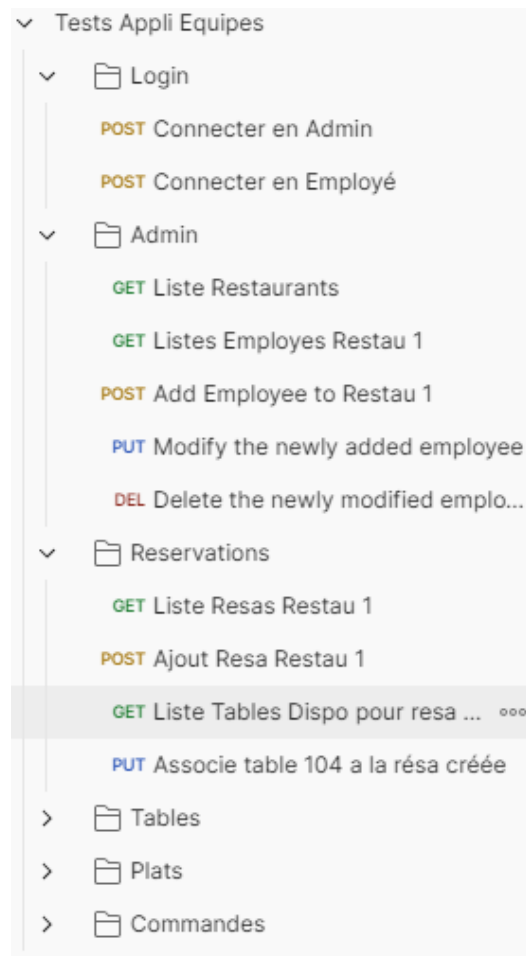 Tests Appli Equipes
Login
POST Connecter en Admin
POST Connecter en Employé
Admin
GET Liste Restaurants
GET Listes Employes Restau 1
POST Add Employee to Restau 1
PUT Modify the newly added employee
DEL Delete the newly modified emplo...
Reservations
GET Liste Resas Restau 1
POST Ajout Resa Restau 1
GET Liste Tables Dispo pour resa ...
PUT Associe table 104 a la résa créée
Tables
Plats
Commandes